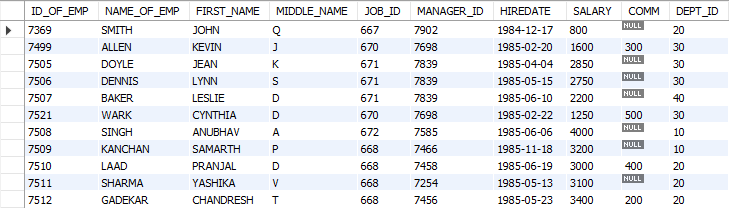 ID_OF_EMP NAME_OF_EMP FIRST_NAME MIDDLE_NAME JOB_ID MANAGER_ID HIREDATE SALARY COMM DEPT_ID
7369 SMITH JOHN Q 667 7902 1984-12-17 800 NULL 20
7499 ALLEN KEVIN J 670 7698 1985-02-20 1600 300 30
7505 DOYLE JEAN K 671 7839 1985-04-04 2850 NULL 30
7506 DENNIS LYNN S 671 7839 1985-05-15 2750 NULL 30
7507 BAKER LESLIE D 671 7839 1985-06-10 2200 NULL 40
7521 WARK CYNTHIA D 670 7698 1985-02-22 1250 500 30
7508 SINGH ANUBHAV A 672 7585 1985-06-06 4000 NULL 10
7509 KANCHAN SAMARTH P 668 7466 1985-11-18 3200 NULL 10
7510 LAAD PRANJAL D 668 7458 1985-06-19 3000 400 20
7511 SHARMA YASHIKA V 668 7254 1985-05-13 3100 NULL 20
7512 GADEKAR CHANDRESH T 668 7456 1985-05-23 3400 200 20